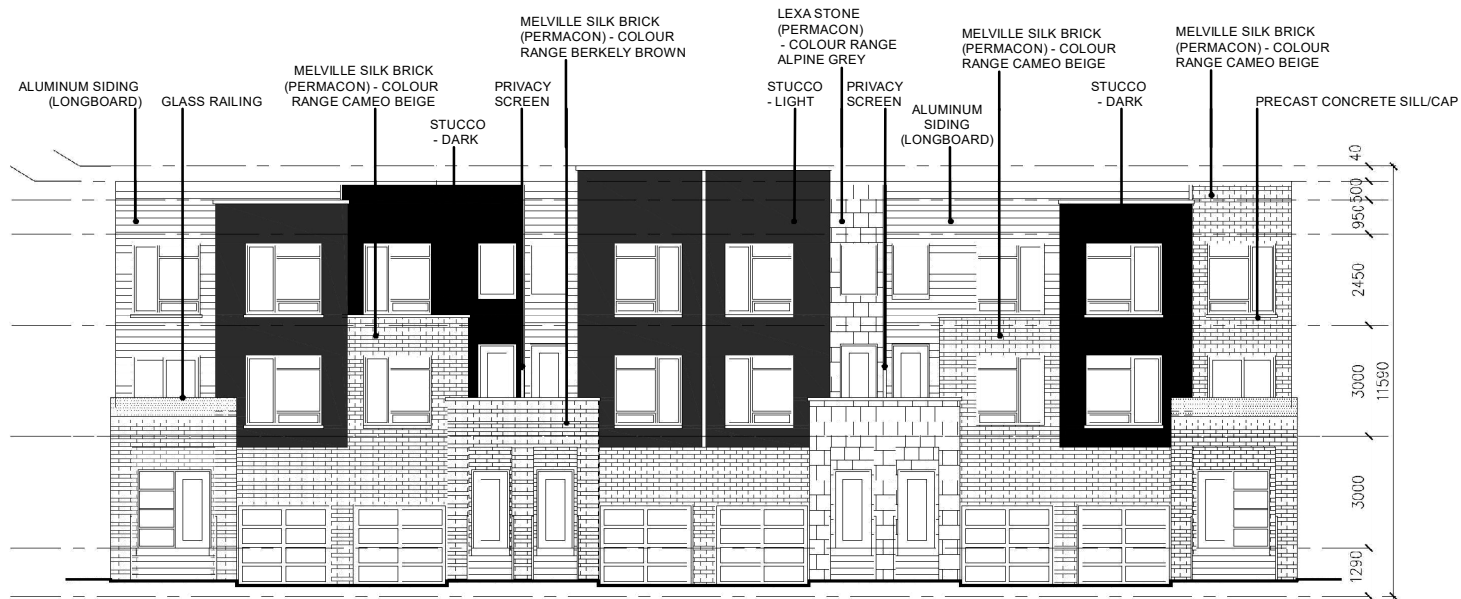 ALUMINUM SIDING
(LONGBOARD)
GLASS RAILING
MELVILLE SILK BRICK
(PERMACON) - COLOUR
RANGE CAMEO BEIGE
STUCCO
- DARK
PRIVACY
SCREEN
MELVILLE SILK BRICK
(PERMACON) - COLOUR
RANGE BERKELY BROWN
STUCCO
- LIGHT
LEXA STONE
(PERMACON)
- COLOUR RANGE
ALPINE GREY
PRIVACY
SCREEN
ALUMINUM
SIDING
(LONGBOARD)
MELVILLE SILK BRICK
(PERMACON) - COLOUR
RANGE CAMEO BEIGE
STUCCO
- DARK
MELVILLE SILK BRICK
(PERMACON) - COLOUR
RANGE CAMEO BEIGE
PRECAST CONCRETE SILL/CAP
40
500
950
2450
3000
3000
1290
11590